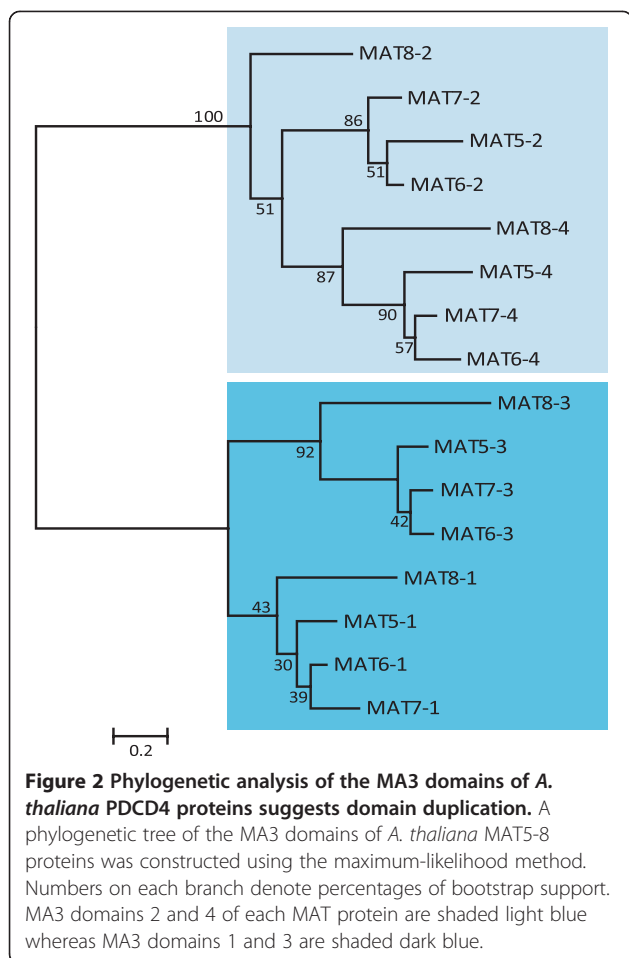 MAT8-2
100
MAT7-2
86
MAT5-2
51
MAT6-2
51
MAT8-4
87
MAT5-4
90
MAT7-4
57
MAT6-4
MAT8-3
92
MAT5-3
MAT7-3
42
MAT6-3
MAT8-1
43
MAT5-1
30
MAT6-1
39
MAT7-1
0.2
Figure 2 Phylogenetic analysis of the MA3 domains of A.
thaliana PDCD4 proteins suggests domain duplication. A
phylogenetic tree of the MA3 domains of A. thaliana MAT5-8
proteins was constructed using the maximum-likelihood method.
Numbers on each branch denote percentages of bootstrap support.
MA3 domains 2 and 4 of each MAT protein are shaded light blue
whereas MA3 domains 1 and 3 are shaded dark blue.